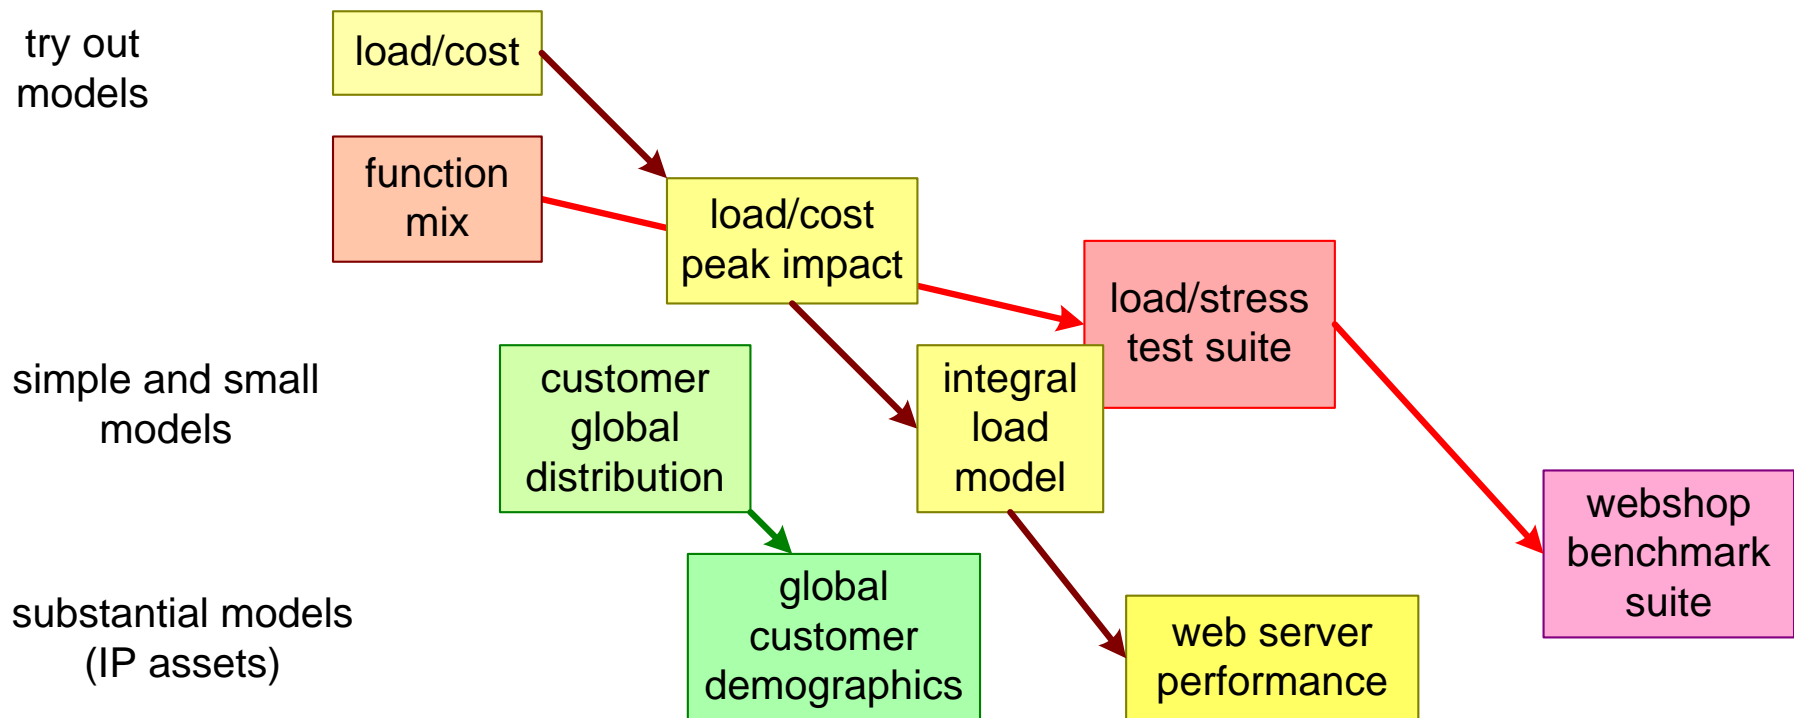 try out
models
load/cost
function
mix
load/cost
peak impact
load/stress
test suite
simple and small
models
customer
global
distribution
integral
load
model
webshop
benchmark
suite
substantial models
(IP assets)
global
customer
demographics
web server
performance